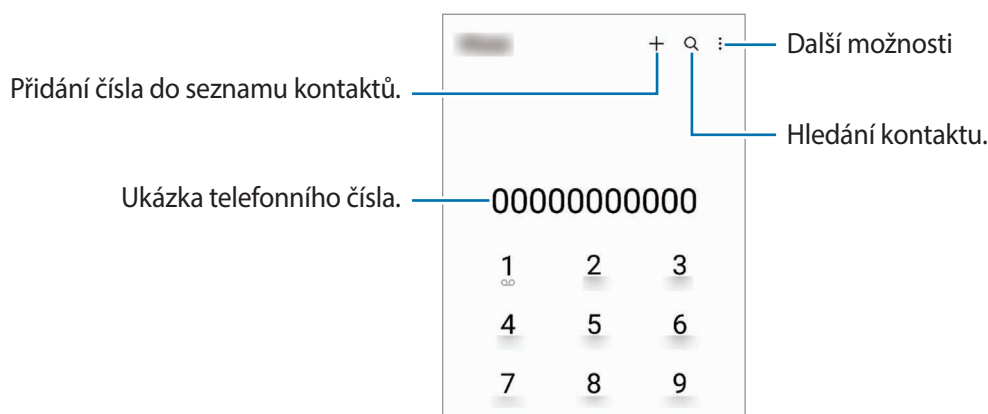 Další možnosti
Přidání čísla do seznamu kontaktů.
Hledání kontaktu.
Ukázka telefonního čísla.
00000000000
1 2 3
4 5 6
7 8 9